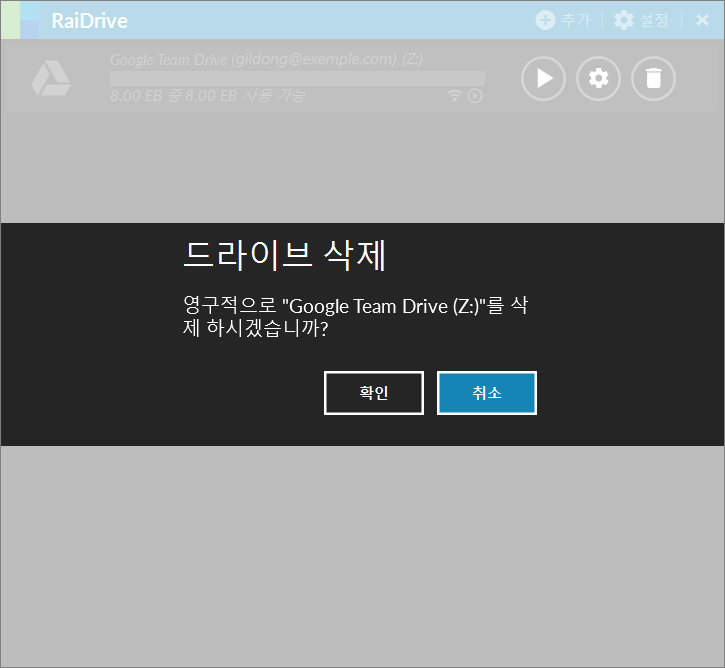 RaiDrive
추가
설정
Google Team Drive (gildong@exemple.com) (Z:)
8.00 EB 중 8.00 EB 사용 가능
드라이브 삭제
영구적으로 "Google Team Drive (Z:)"를 삭
제 하시겠습니까?
확인
취소